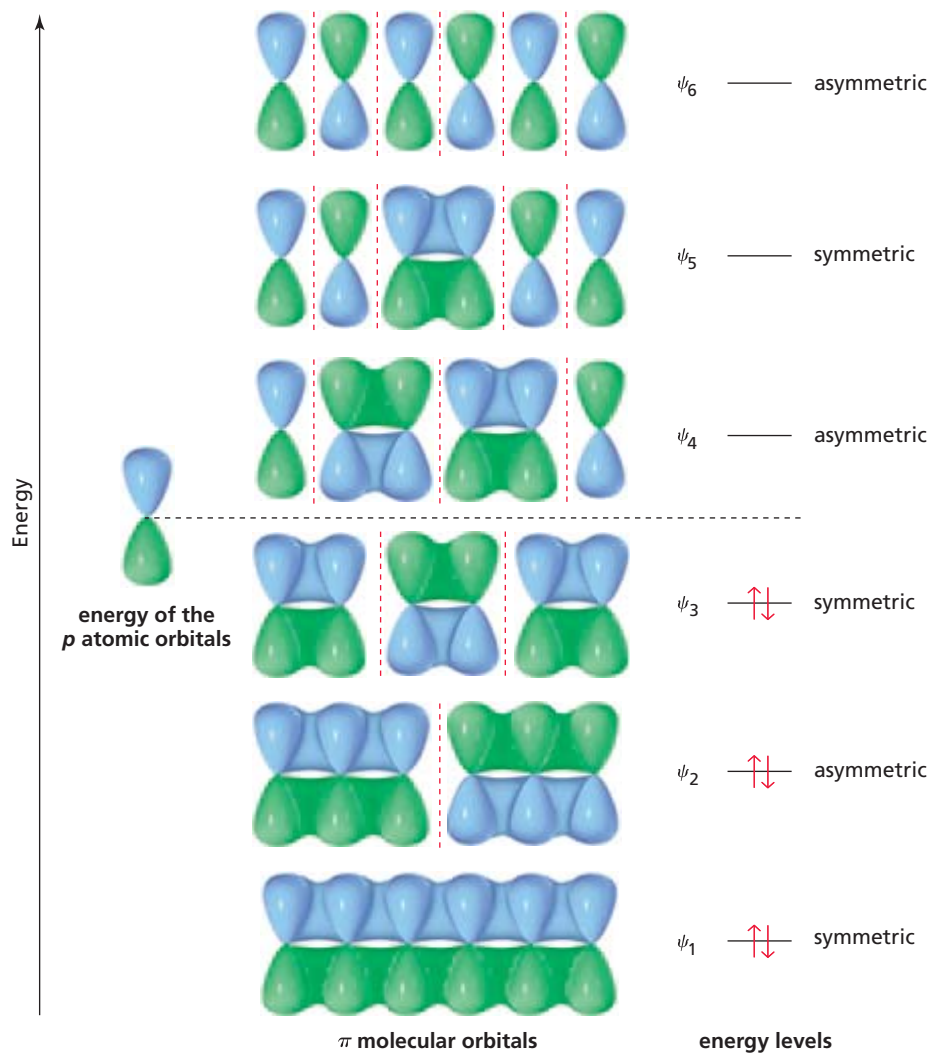 Energy
ψ6 asymmetric
ψ5 symmetric
ψ4 asymmetric
energy of the
p atomic orbitals
ψ3 symmetric
ψ2 asymmetric
ψ1 symmetric
π molecular orbitals
energy levels